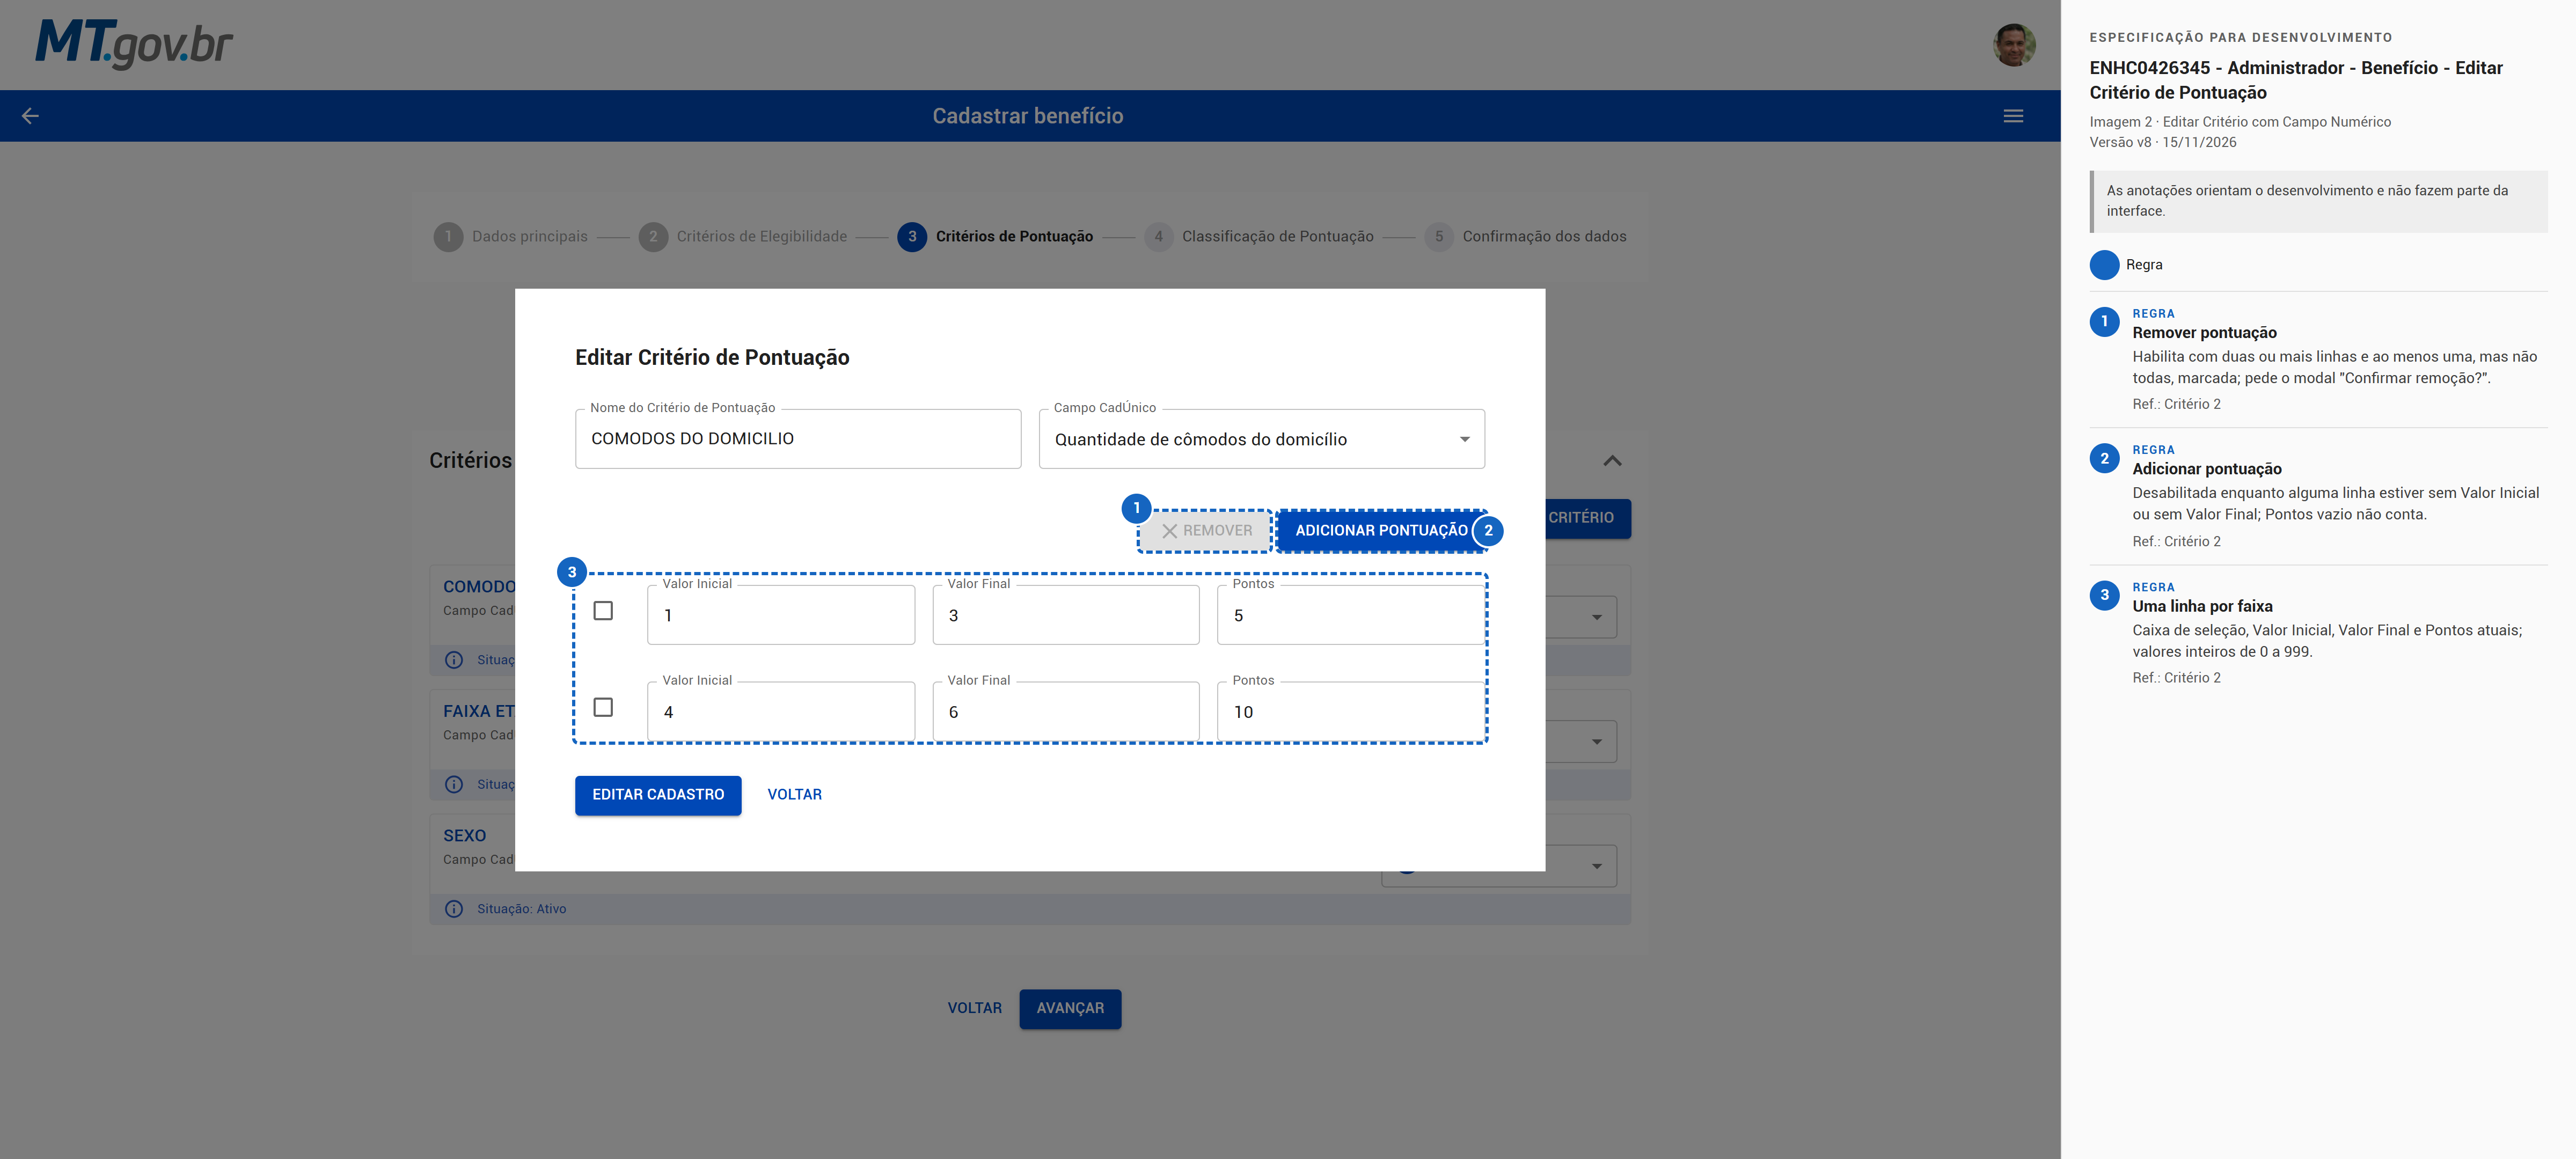 MT.gov.br
Cadastrar benefício
1 Dados principais
2 Critérios de Elegibilidade
3 Critérios de Pontuação
4 Classificação de Pontuação
5 Confirmação dos dados
Critérios
CRITÉRIO
Editar Critério de Pontuação
Nome do Critério de Pontuação
COMODOS DO DOMICILIO
Campo CadÚnico
Quantidade de cômodos do domicílio
1
REMOVER
ADICIONAR PONTUAÇÃO
2
3
Valor Inicial
1
Valor Final
3
Pontos
5
Valor Inicial
4
Valor Final
6
Pontos
10
EDITAR CADASTRO
VOLTAR
COMODO
Campo Cad
Situaç
FAIXA ET
Campo Cad
Situaç
SEXO
Campo Cad
Situação: Ativo
VOLTAR
AVANÇAR
ESPECIFICAÇÃO PARA DESENVOLVIMENTO
ENHC0426345 - Administrador - Benefício - Editar
Critério de Pontuação
Imagem 2 · Editar Critério com Campo Numérico
Versão v8 · 15/11/2026
As anotações orientam o desenvolvimento e não fazem parte da
interface.
Regra
1
REGRA
Remover pontuação
Habilita com duas ou mais linhas e ao menos uma, mas não
todas, marcada; pede o modal "Confirmar remoção?".
Ref.: Critério 2
2
REGRA
Adicionar pontuação
Desabilitada enquanto alguma linha estiver sem Valor Inicial
ou sem Valor Final; Pontos vazio não conta.
Ref.: Critério 2
3
REGRA
Uma linha por faixa
Caixa de seleção, Valor Inicial, Valor Final e Pontos atuais;
valores inteiros de 0 a 999.
Ref.: Critério 2